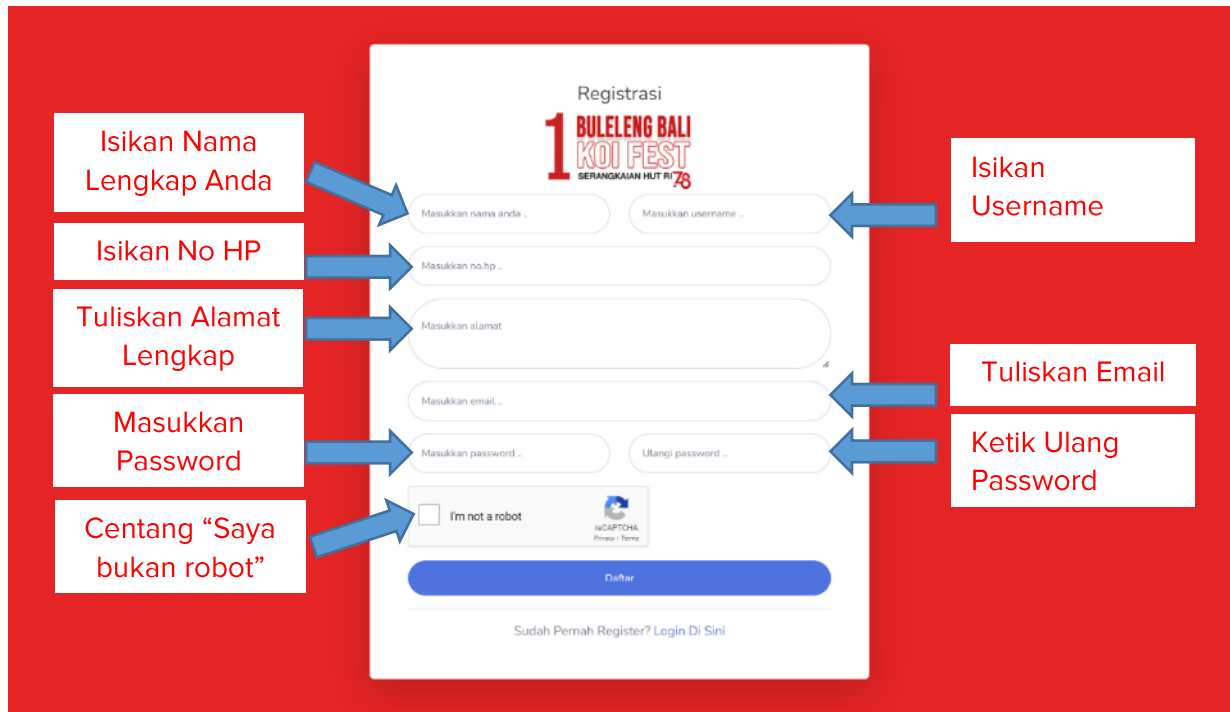 Registrasi
1 BULELENG BALI
KOI FEST
SERANGKAIAN HUT RI 78
Isikan Nama
Lengkap Anda
Isikan
Username
Masukkan nama anda ..
Masukkan username ..
Isikan No HP
Masukkan no.hp ..
Tuliskan Alamat
Lengkap
Masukkan alamat
Tuliskan Email
Masukkan email ..
Masukkan
Password
Masukkan password ..
Ulangi password ..
Ketik Ulang
Password
Centang “Saya
bukan robot”
I'm not a robot
reCAPTCHA
Privacy - Terms
Daftar
Sudah Pernah Register? Login Di Sini